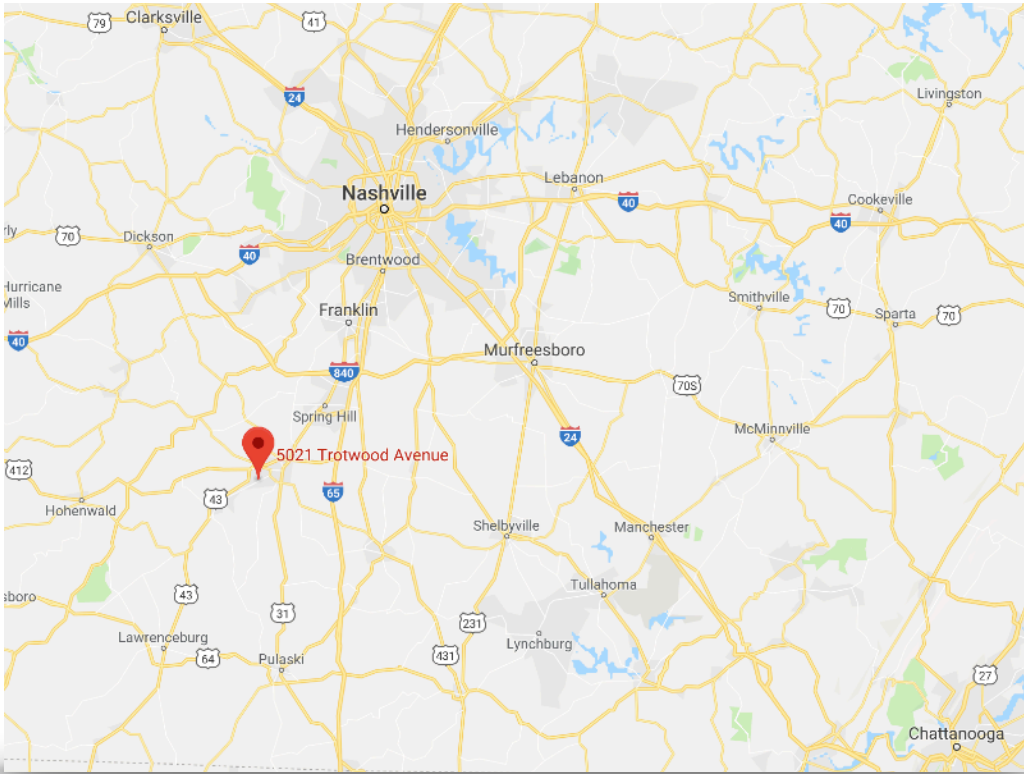 Clarksville
79
41
24
Livingston
Hendersonville
Nashville
Lebanon
40
Cookeville
40
rly
70
Dickson
40
Brentwood
Hurricane
Mills
Smithville
70
Sparta
70
Franklin
40
Murfreesboro
840
70S
Spring Hill
24
McMinnville
5021 Trotwood Avenue
412
43
65
Hohenwald
Shelbyville
Manchester
Tullahoma
43
sboro
31
231
Lawrenceburg
64
Pulaski
431
Lynchburg
27
Chattanooga